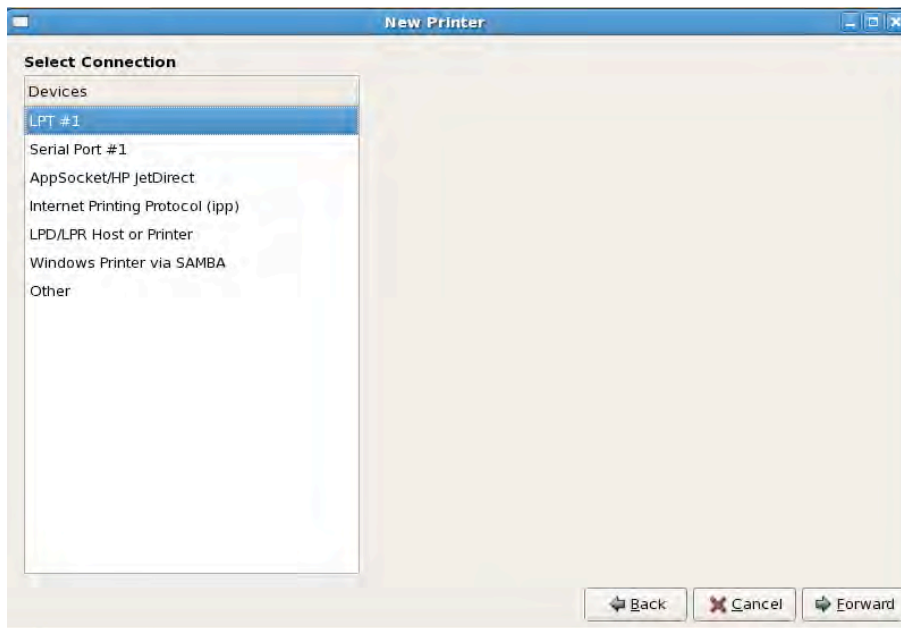 New Printer
Select Connection
Devices
LPT #1
Serial Port #1
AppSocket/HP JetDirect
Internet Printing Protocol (ipp)
LPD/LPR Host or Printer
Windows Printer via SAMBA
Other
Back Cancel Forward